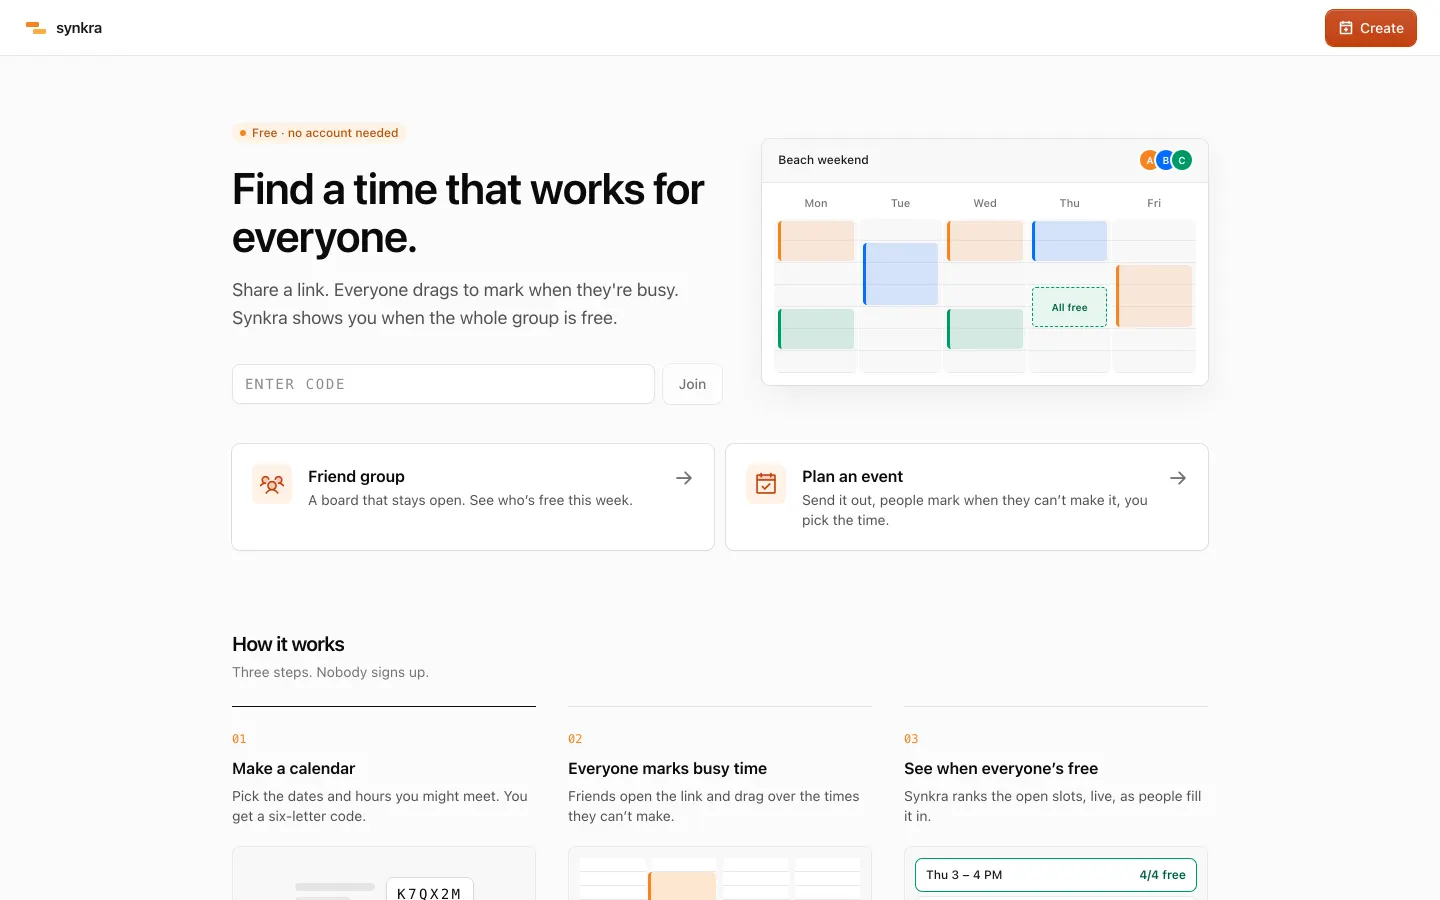 synkra
Create
Free · no account needed
Find a time that works for
everyone.
Share a link. Everyone drags to mark when they're busy.
Synkra shows you when the whole group is free.
ENTER CODE
Join
Beach weekend
A B C
Mon Tue Wed Thu Fri
All free
Friend group
A board that stays open. See who’s free this week.
Plan an event
Send it out, people mark when they can’t make it, you
pick the time.
How it works
Three steps. Nobody signs up.
01
Make a calendar
Pick the dates and hours you might meet. You
get a six-letter code.
K7QX2M
02
Everyone marks busy time
Friends open the link and drag over the times
they can’t make.
03
See when everyone’s free
Synkra ranks the open slots, live, as people fill
it in.
Thu 3 – 4 PM
4/4 free